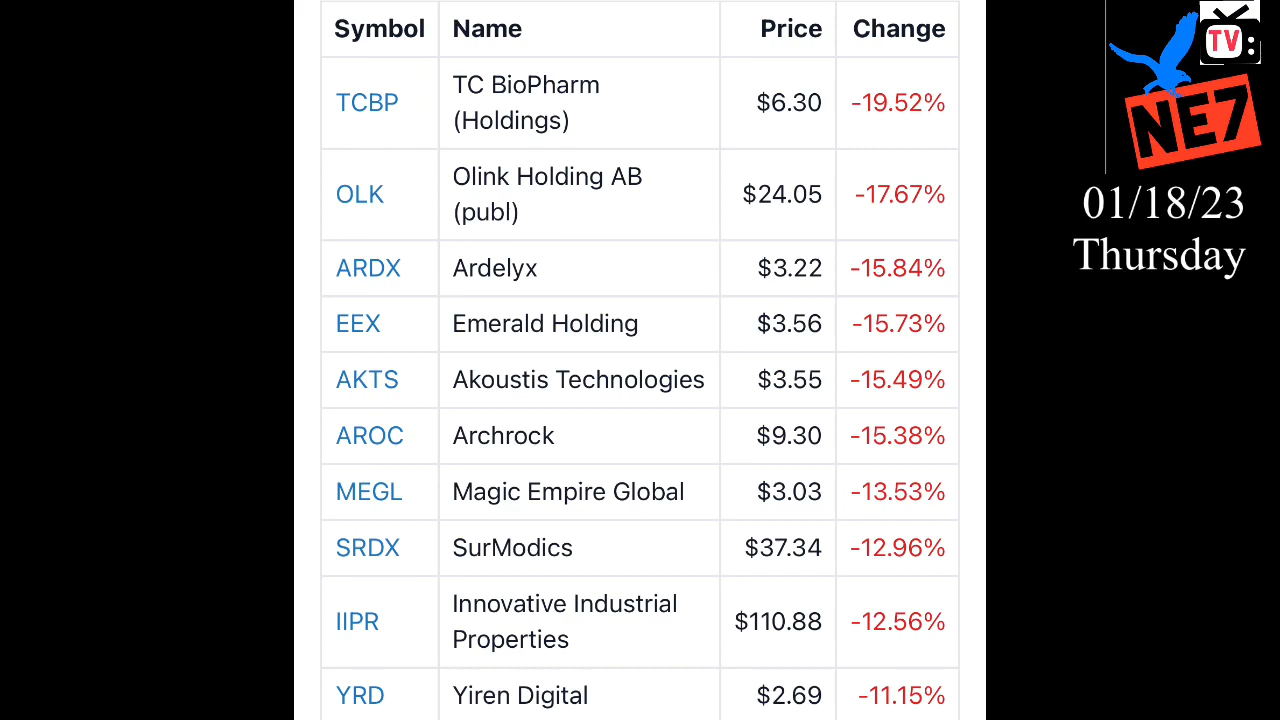 Symbol Name Price Change
TCBP TC BioPharm (Holdings) $6.30 -19.52%
OLK Olink Holding AB (publ) $24.05 -17.67%
ARDX Ardelyx $3.22 -15.84%
EEX Emerald Holding $3.56 -15.73%
AKTS Akoustis Technologies $3.55 -15.49%
AROC Archrock $9.30 -15.38%
MEGL Magic Empire Global $3.03 -13.53%
SRDX SurModics $37.34 -12.96%
IIPR Innovative Industrial Properties $110.88 -12.56%
YRD Yiren Digital $2.69 -11.15%
TV:
NE7
01/18/23
Thursday